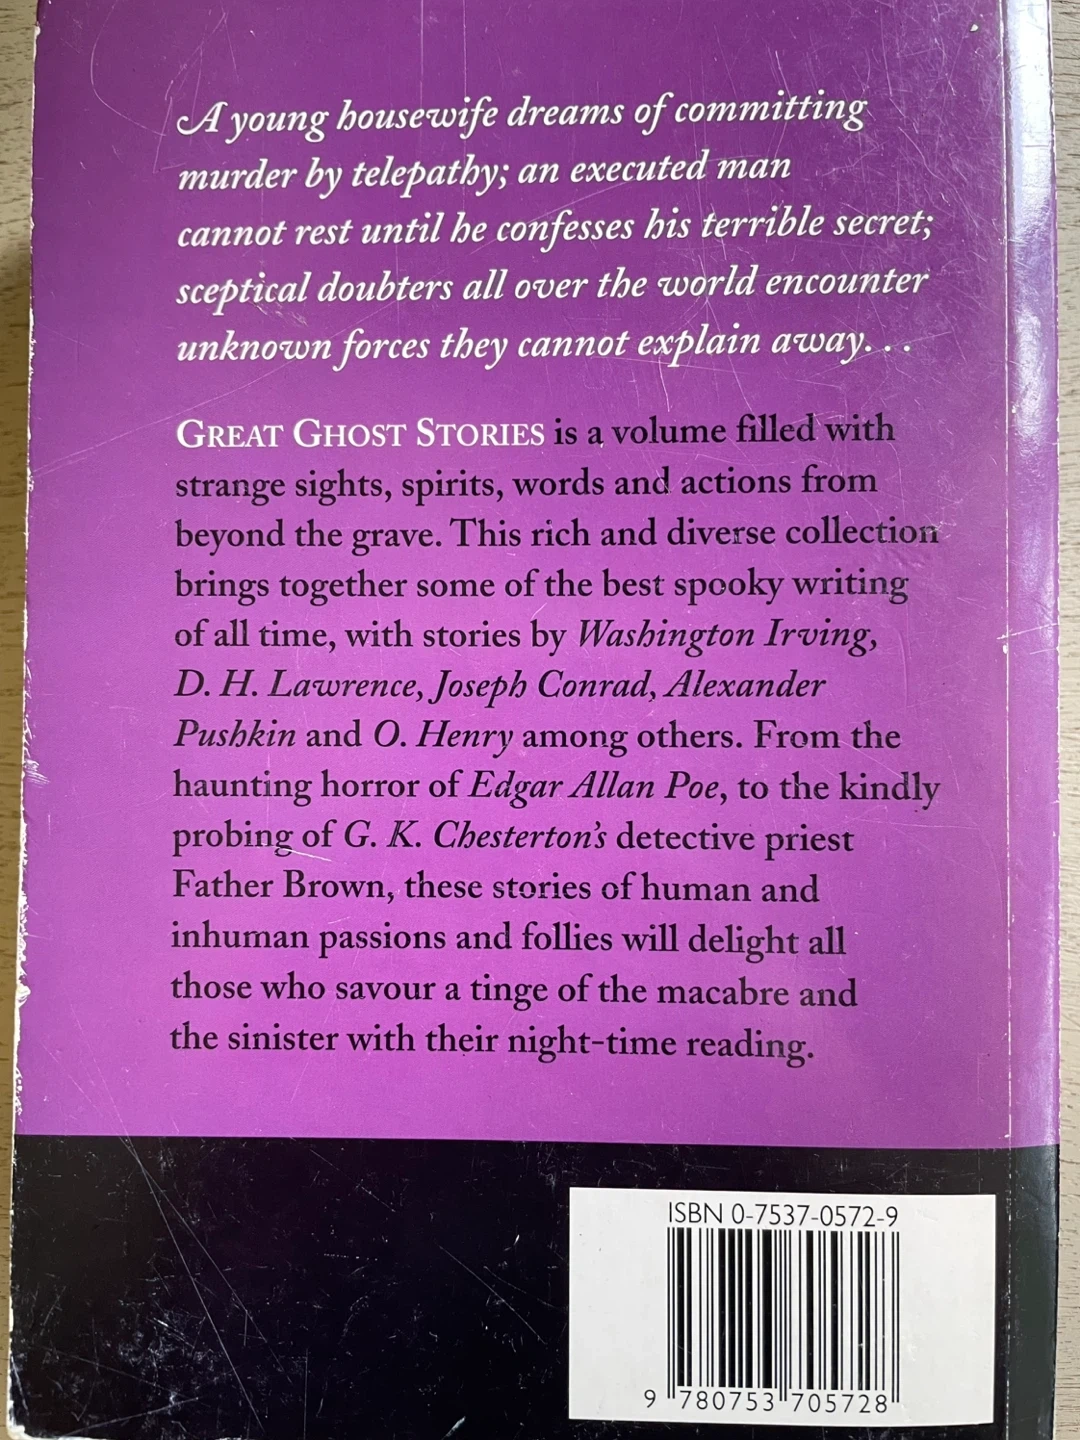 A young housewife dreams of committing
murder by telepathy; an executed man
cannot rest until he confesses his terrible secret;
sceptical doubters all over the world encounter
unknown forces they cannot explain away. . .
GREAT GHOST STORIES is a volume filled with
strange sights, spirits, words and actions from
beyond the grave. This rich and diverse collection
brings together some of the best spooky writing
of all time, with stories by Washington Irving,
D. H. Lawrence, Joseph Conrad, Alexander
Pushkin and O. Henry among others. From the
haunting horror of Edgar Allan Poe, to the kindly
probing of G. K. Chesterton's detective priest
Father Brown, these stories of human and
inhuman passions and follies will delight all
those who savour a tinge of the macabre and
the sinister with their night-time reading.
ISBN 0-7537-0572-9
9 780753 705728